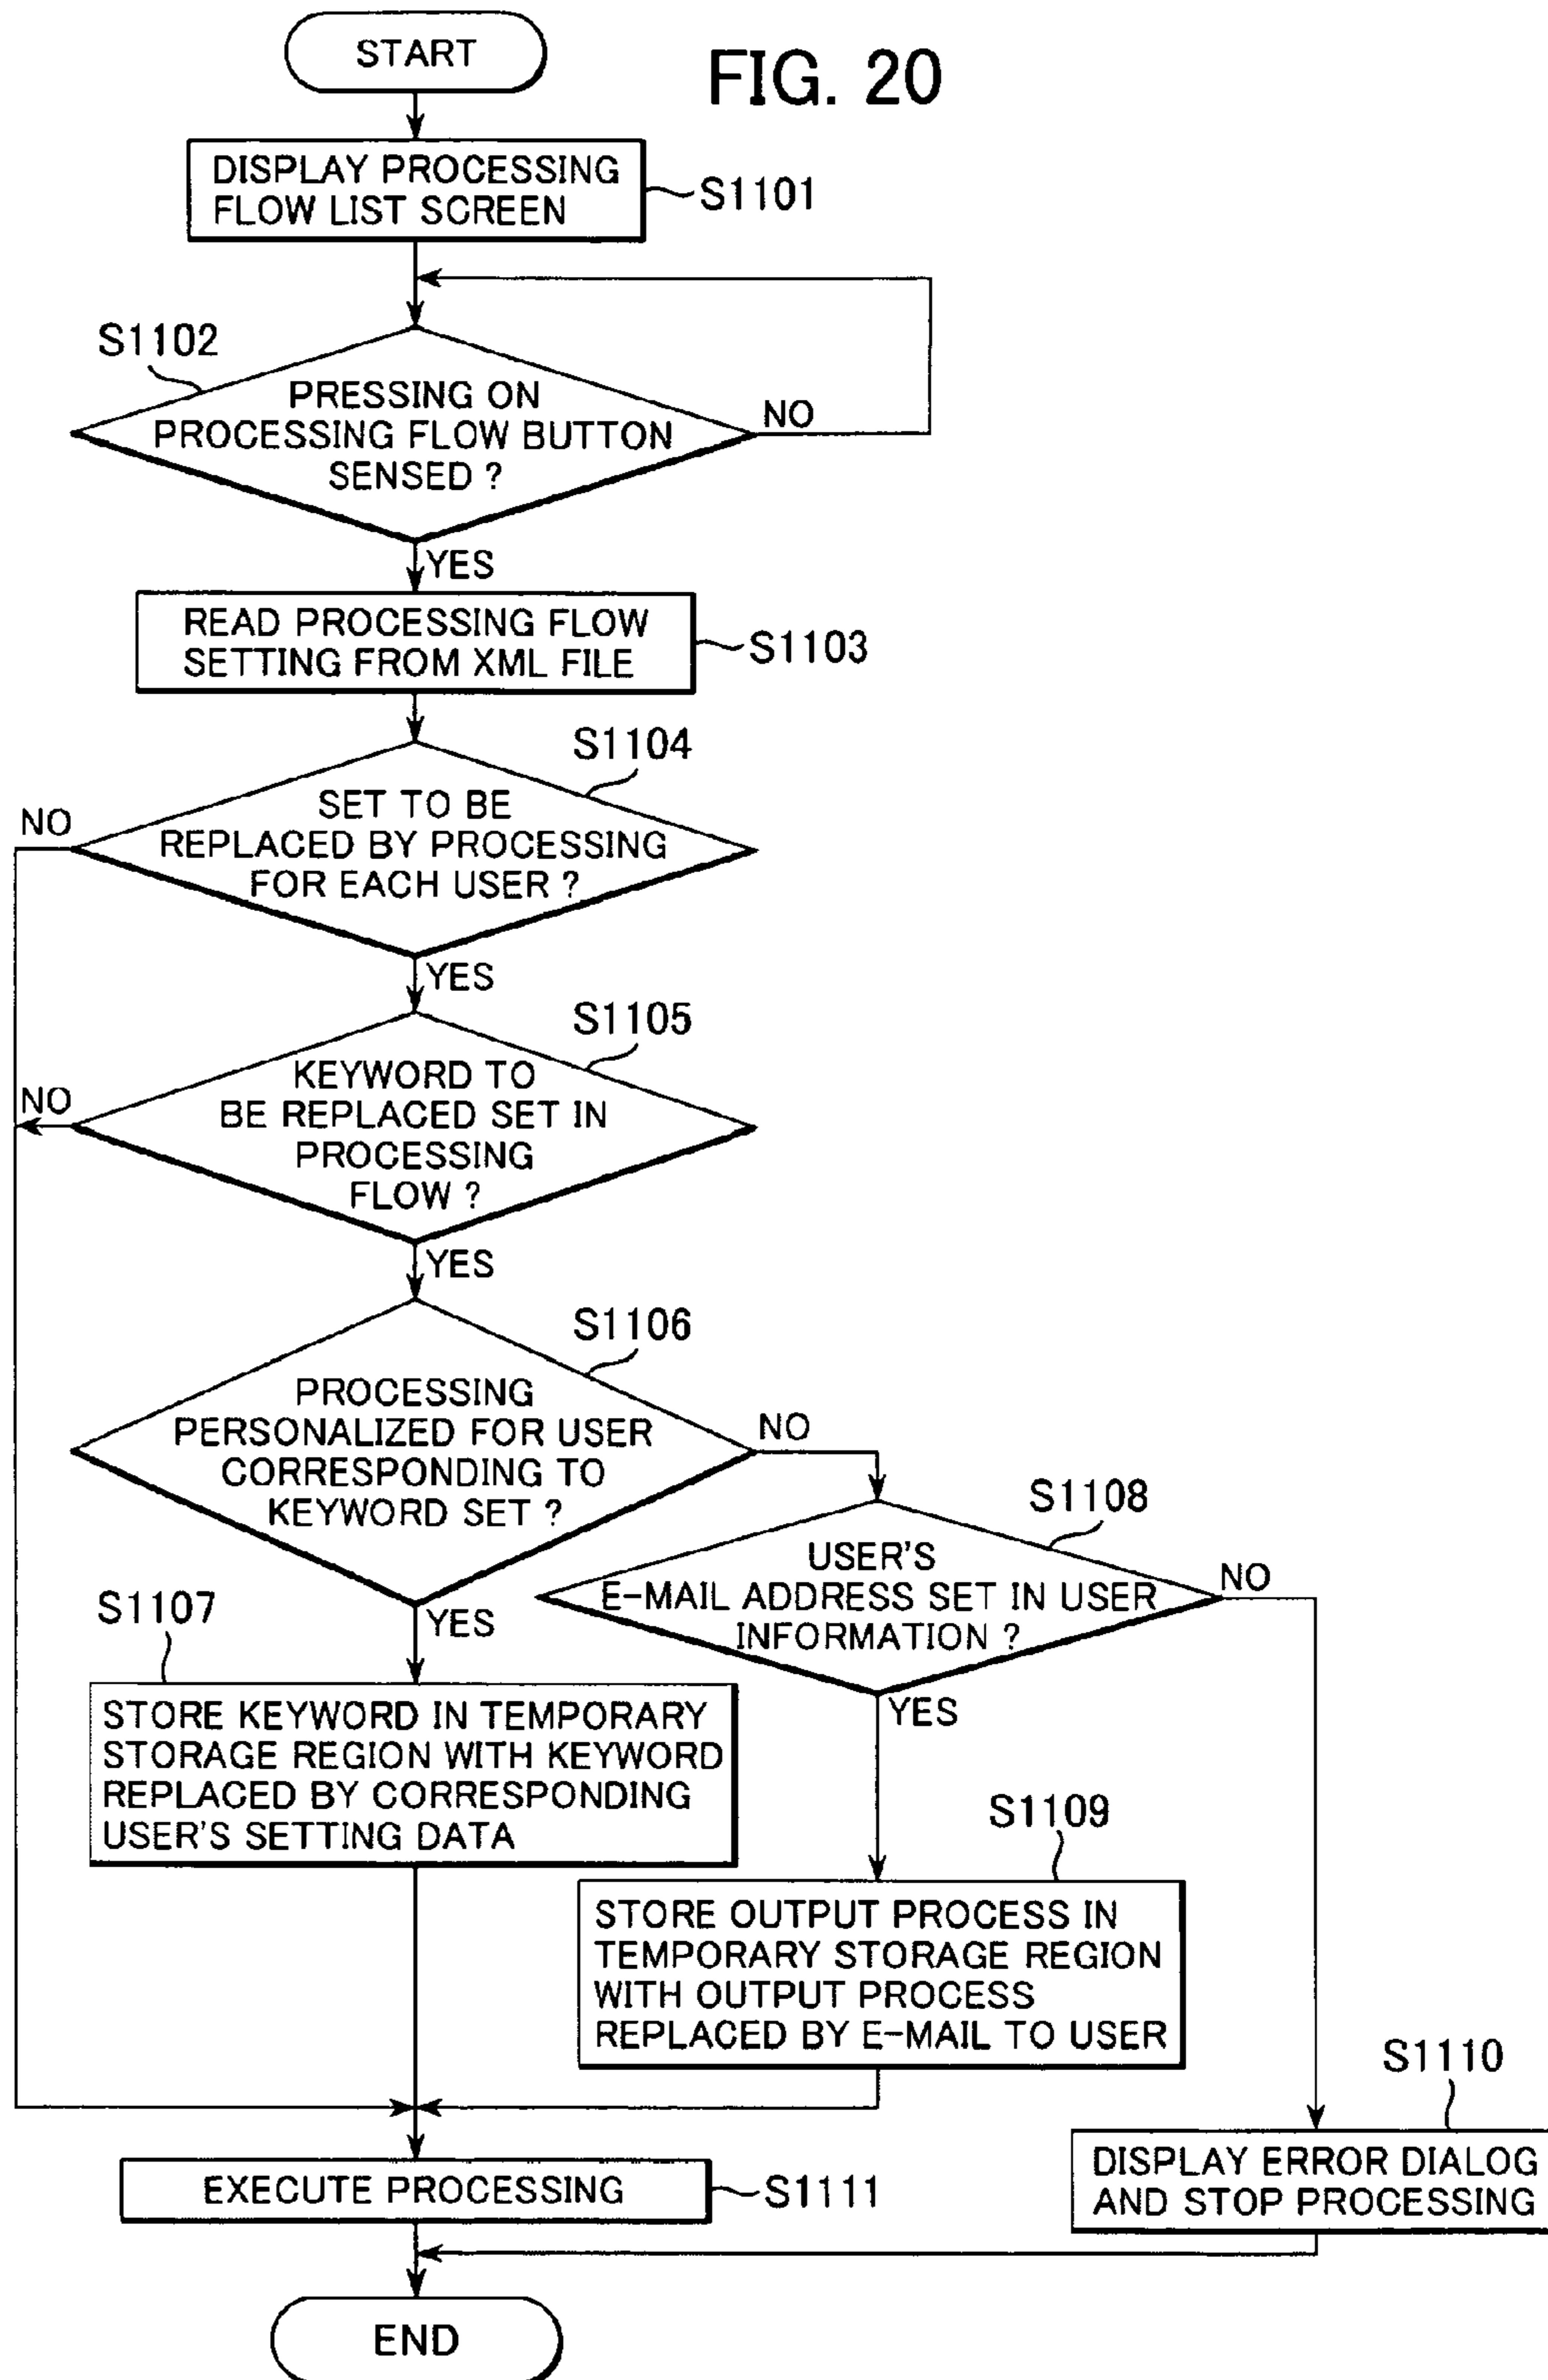 START
FIG. 20
DISPLAY PROCESSING
FLOW LIST SCREEN
S1101
S1102
PRESSING ON
PROCESSING FLOW BUTTON
SENSED ?
NO
YES
READ PROCESSING FLOW
SETTING FROM XML FILE
S1103
S1104
SET TO BE
REPLACED BY PROCESSING
FOR EACH USER ?
NO
YES
S1105
KEYWORD TO
BE REPLACED SET IN
PROCESSING
FLOW ?
NO
YES
S1106
PROCESSING
PERSONALIZED FOR USER
CORRESPONDING TO
KEYWORD SET ?
NO
YES
S1108
USER'S
E-MAIL ADDRESS SET IN USER
INFORMATION ?
NO
YES
S1107
STORE KEYWORD IN TEMPORARY
STORAGE REGION WITH KEYWORD
REPLACED BY CORRESPONDING
USER'S SETTING DATA
S1109
STORE OUTPUT PROCESS IN
TEMPORARY STORAGE REGION
WITH OUTPUT PROCESS
REPLACED BY E-MAIL TO USER
S1110
DISPLAY ERROR DIALOG
AND STOP PROCESSING
EXECUTE PROCESSING
S1111
END